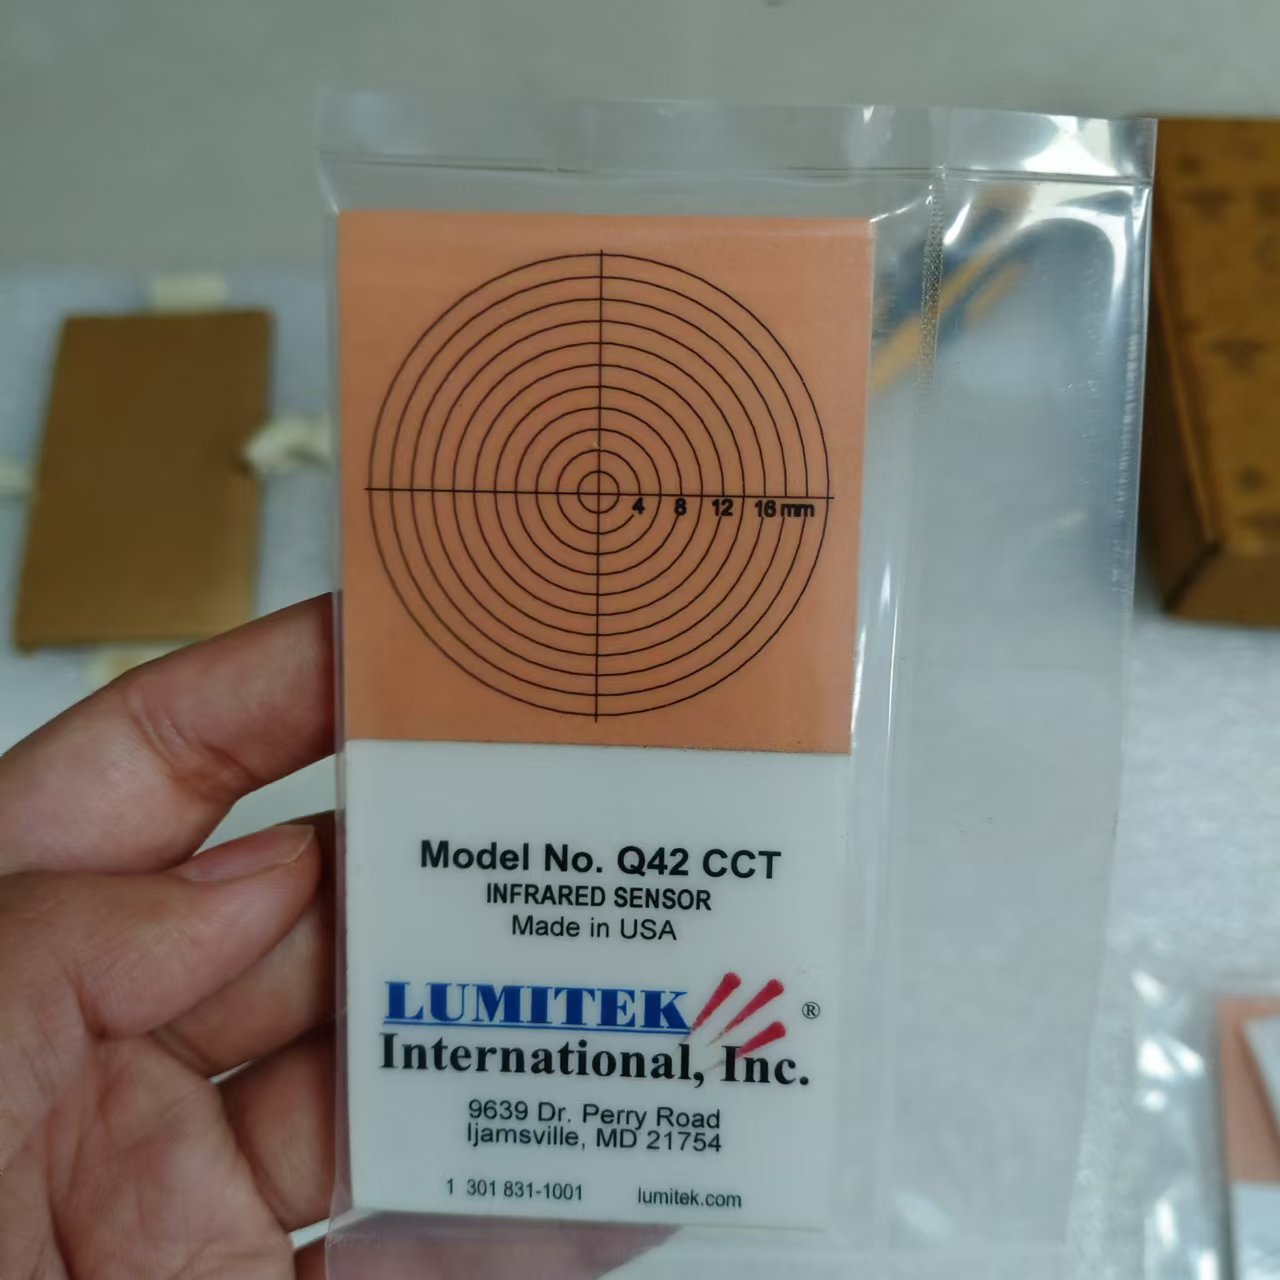 4 8 12 16 mm
Model No. Q42 CCT
INFRARED SENSOR
Made in USA
LUMITEK ®
International, Inc.
9639 Dr. Perry Road
Ijamsville, MD 21754
1 301 831-1001 lumitek.com